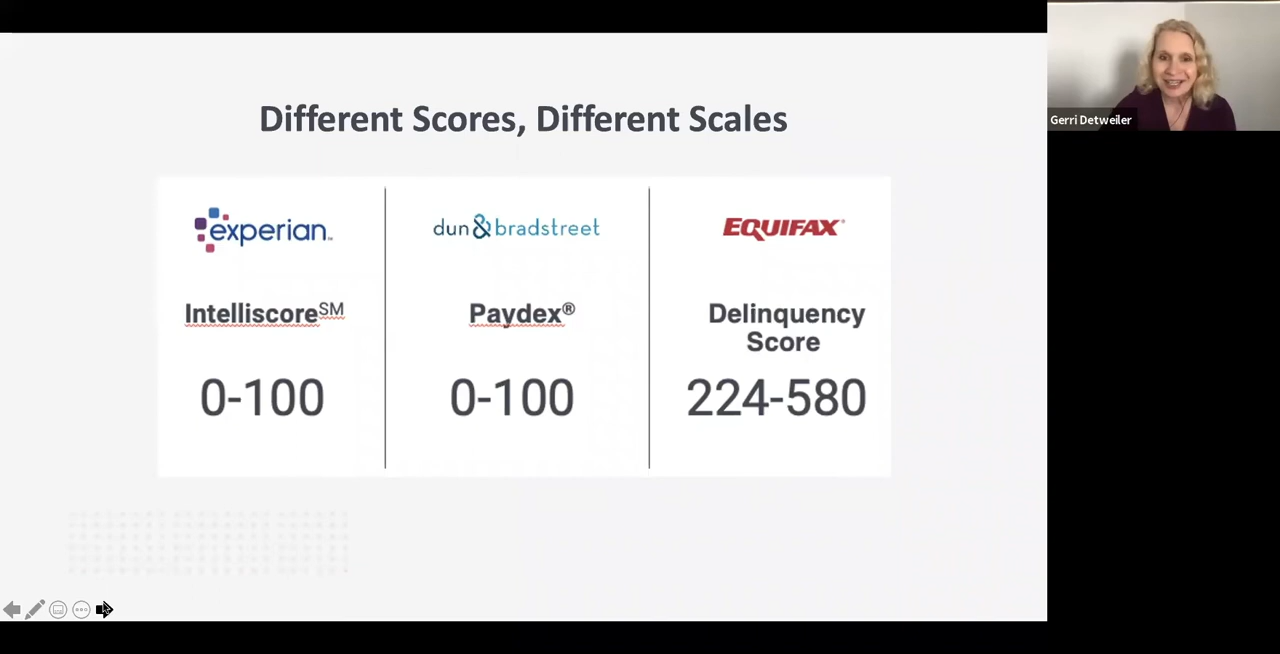 Different Scores, Different Scales
experian™
dun & bradstreet
EQUIFAX®
Intelliscore℠
Paydex®
Delinquency
Score
0-100
0-100
224-580
Gerri Detweiler